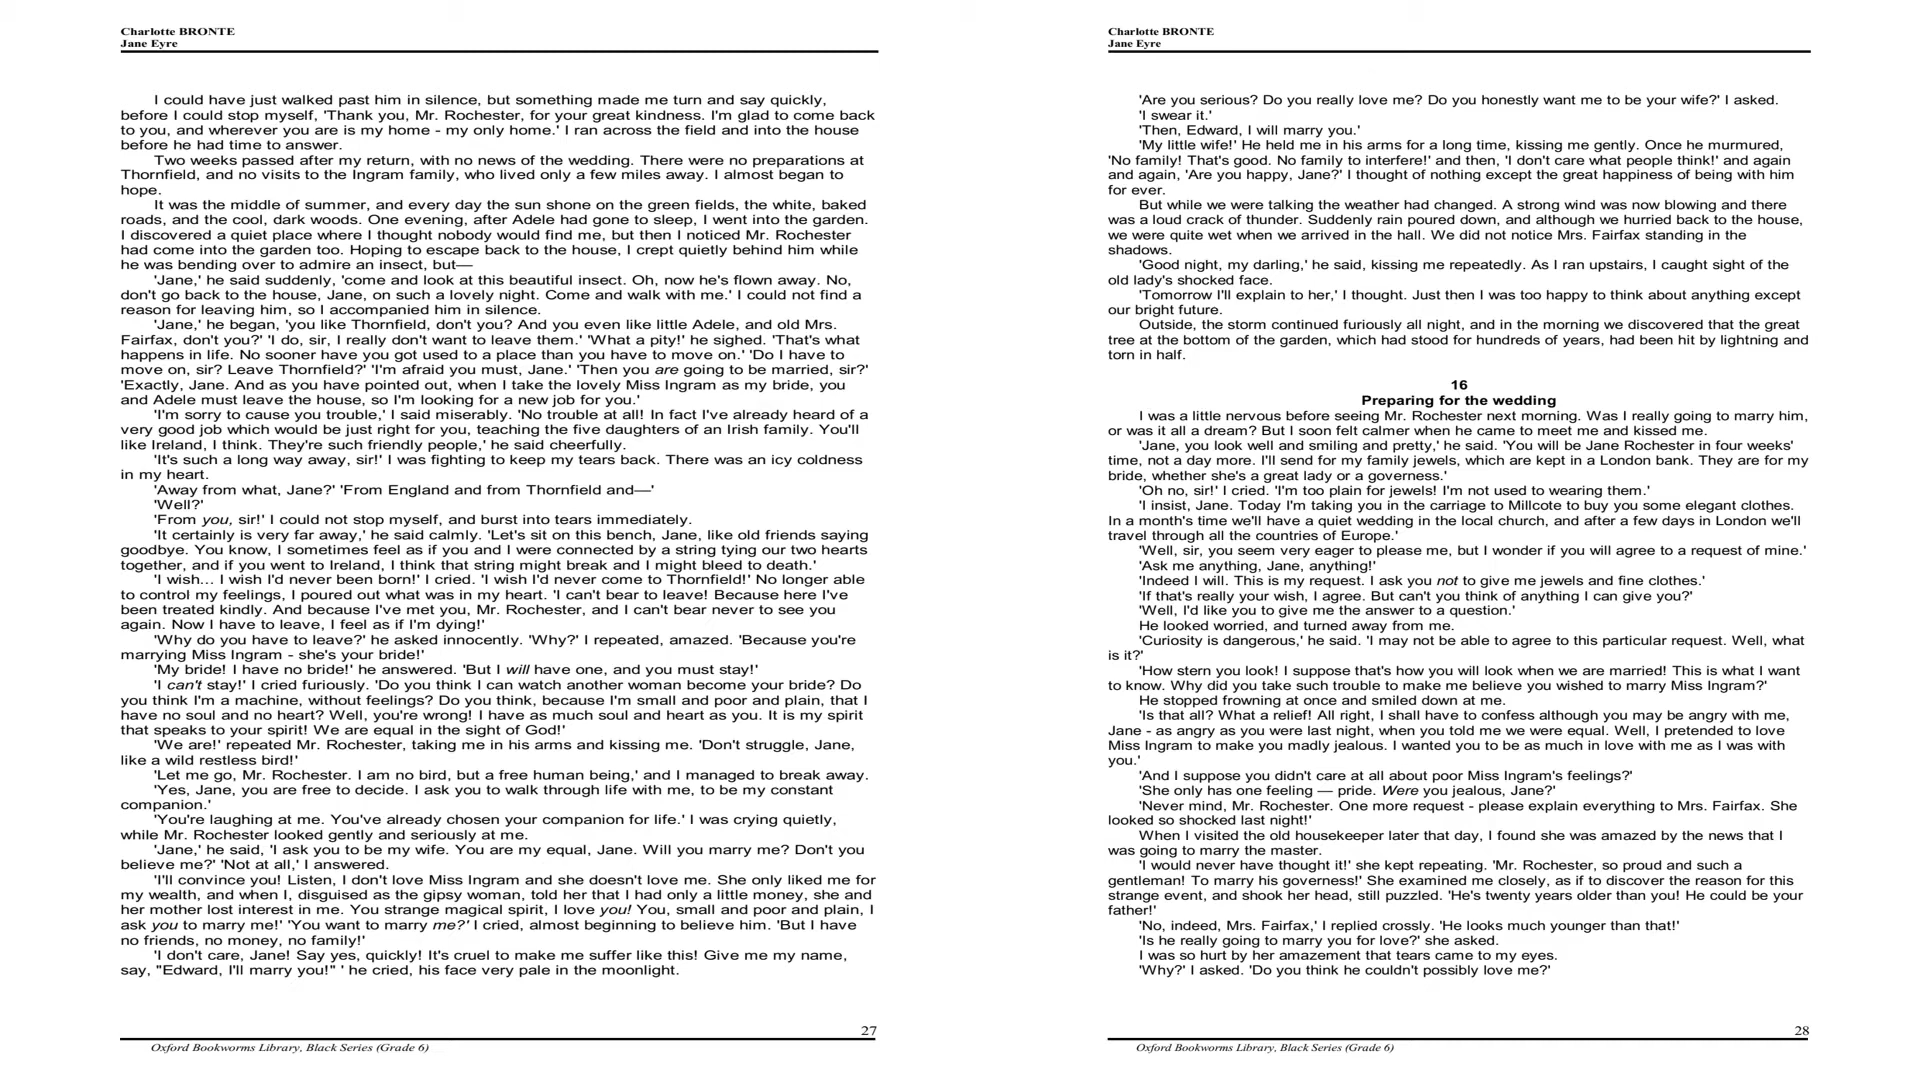 Charlotte BRONTE
Jane Eyre
I could have just walked past him in silence, but something made me turn and say quickly,
before I could stop myself, 'Thank you, Mr. Rochester, for your great kindness. I'm glad to come back
to you, and wherever you are is my home - my only home.' I ran across the field and into the house
before he had time to answer.
Two weeks passed after my return, with no news of the wedding. There were no preparations at
Thornfield, and no visits to the Ingram family, who lived only a few miles away. I almost began to
hope.
It was the middle of summer, and every day the sun shone on the green fields, the white, baked
roads, and the cool, dark woods. One evening, after Adele had gone to sleep, I went into the garden.
I discovered a quiet place where I thought nobody would find me, but then I noticed Mr. Rochester
had come into the garden too. Hoping to escape back to the house, I crept quietly behind him while
he was bending over to admire an insect, but—
'Jane,' he said suddenly, 'come and look at this beautiful insect. Oh, now he's flown away. No,
don't go back to the house, Jane, on such a lovely night. Come and walk with me.' I could not find a
reason for leaving him, so I accompanied him in silence.
'Jane,' he began, 'you like Thornfield, don't you? And you even like little Adele, and old Mrs.
Fairfax, don't you?' 'I do, sir, I really don't want to leave them.' 'What a pity!' he sighed. 'That's what
happens in life. No sooner have you got used to a place than you have to move on.' 'Do I have to
move on, sir? Leave Thornfield?' 'I'm afraid you must, Jane.' 'Then you are going to be married, sir?'
'Exactly, Jane. And as you have pointed out, when I take the lovely Miss Ingram as my bride, you
and Adele must leave the house, so I'm looking for a new job for you.'
'I'm sorry to cause you trouble,' I said miserably. 'No trouble at all! In fact I've already heard of a
very good job which would be just right for you, teaching the five daughters of an Irish family. You'll
like Ireland, I think. They're such friendly people,' he said cheerfully.
'It's such a long way away, sir!' I was fighting to keep my tears back. There was an icy coldness
in my heart.
'Away from what, Jane?' 'From England and from Thornfield and—'
'Well?'
'From you, sir!' I could not stop myself, and burst into tears immediately.
'It certainly is very far away,' he said calmly. 'Let's sit on this bench, Jane, like old friends saying
goodbye. You know, I sometimes feel as if you and I were connected by a string tying our two hearts
together, and if you went to Ireland, I think that string might break and I might bleed to death.'
'I wish... I wish I'd never been born!' I cried. 'I wish I'd never come to Thornfield!' No longer able
to control my feelings, I poured out what was in my heart. 'I can't bear to leave! Because here I've
been treated kindly. And because I've met you, Mr. Rochester, and I can't bear never to see you
again. Now I have to leave, I feel as if I'm dying!'
'Why do you have to leave?' he asked innocently. 'Why?' I repeated, amazed. 'Because you're
marrying Miss Ingram - she's your bride!'
'My bride! I have no bride!' he answered. 'But I will have one, and you must stay!'
'I can't stay!' I cried furiously. 'Do you think I can watch another woman become your bride? Do
you think I'm a machine, without feelings? Do you think, because I'm small and poor and plain, that I
have no soul and no heart? Well, you're wrong! I have as much soul and heart as you. It is my spirit
that speaks to your spirit! We are equal in the sight of God!'
'We are!' repeated Mr. Rochester, taking me in his arms and kissing me. 'Don't struggle, Jane,
like a wild restless bird!'
'Let me go, Mr. Rochester. I am no bird, but a free human being,' and I managed to break away.
'Yes, Jane, you are free to decide. I ask you to walk through life with me, to be my constant
companion.'
'You're laughing at me. You've already chosen your companion for life.' I was crying quietly,
while Mr. Rochester looked gently and seriously at me.
'Jane,' he said, 'I ask you to be my wife. You are my equal, Jane. Will you marry me? Don't you
believe me?' 'Not at all,' I answered.
'I'll convince you! Listen, I don't love Miss Ingram and she doesn't love me. She only liked me for
my wealth, and when I, disguised as the gipsy woman, told her that I had only a little money, she and
her mother lost interest in me. You strange magical spirit, I love you! You, small and poor and plain, I
ask you to marry me!' 'You want to marry me?' I cried, almost beginning to believe him. 'But I have
no friends, no money, no family!'
'I don't care, Jane! Say yes, quickly! It's cruel to make me suffer like this! Give me my name,
say, "Edward, I'll marry you!" ' he cried, his face very pale in the moonlight.
27
Oxford Bookworms Library, Black Series (Grade 6)
Charlotte BRONTE
Jane Eyre
'Are you serious? Do you really love me? Do you honestly want me to be your wife?' I asked.
'I swear it.'
'Then, Edward, I will marry you.'
'My little wife!' He held me in his arms for a long time, kissing me gently. Once he murmured,
'No family! That's good. No family to interfere!' and then, 'I don't care what people think!' and again
and again, 'Are you happy, Jane?' I thought of nothing except the great happiness of being with him
for ever.
But while we were talking the weather had changed. A strong wind was now blowing and there
was a loud crack of thunder. Suddenly rain poured down, and although we hurried back to the house,
we were quite wet when we arrived in the hall. We did not notice Mrs. Fairfax standing in the
shadows.
'Good night, my darling,' he said, kissing me repeatedly. As I ran upstairs, I caught sight of the
old lady's shocked face.
'Tomorrow I'll explain to her,' I thought. Just then I was too happy to think about anything except
our bright future.
Outside, the storm continued furiously all night, and in the morning we discovered that the great
tree at the bottom of the garden, which had stood for hundreds of years, had been hit by lightning and
torn in half.
16
Preparing for the wedding
I was a little nervous before seeing Mr. Rochester next morning. Was I really going to marry him,
or was it all a dream? But I soon felt calmer when he came to meet me and kissed me.
'Jane, you look well and smiling and pretty,' he said. 'You will be Jane Rochester in four weeks'
time, not a day more. I'll send for my family jewels, which are kept in a London bank. They are for my
bride, whether she's a great lady or a governess.'
'Oh no, sir!' I cried. 'I'm too plain for jewels! I'm not used to wearing them.'
'I insist, Jane. Today I'm taking you in the carriage to Millcote to buy you some elegant clothes.
In a month's time we'll have a quiet wedding in the local church, and after a few days in London we'll
travel through all the countries of Europe.'
'Well, sir, you seem very eager to please me, but I wonder if you will agree to a request of mine.'
'Ask me anything, Jane, anything!'
'Indeed I will. This is my request. I ask you not to give me jewels and fine clothes.'
'If that's really your wish, I agree. But can't you think of anything I can give you?'
'Well, I'd like you to give me the answer to a question.'
He looked worried, and turned away from me.
'Curiosity is dangerous,' he said. 'I may not be able to agree to this particular request. Well, what
is it?'
'How stern you look! I suppose that's how you will look when we are married! This is what I want
to know. Why did you take such trouble to make me believe you wished to marry Miss Ingram?'
He stopped frowning at once and smiled down at me.
'Is that all? What a relief! All right, I shall have to confess although you may be angry with me,
Jane - as angry as you were last night, when you told me we were equal. Well, I pretended to love
Miss Ingram to make you madly jealous. I wanted you to be as much in love with me as I was with
you.'
'And I suppose you didn't care at all about poor Miss Ingram's feelings?'
'She only has one feeling — pride. Were you jealous, Jane?'
'Never mind, Mr. Rochester. One more request - please explain everything to Mrs. Fairfax. She
looked so shocked last night!'
When I visited the old housekeeper later that day, I found she was amazed by the news that I
was going to marry the master.
'I would never have thought it!' she kept repeating. 'Mr. Rochester, so proud and such a
gentleman! To marry his governess!' She examined me closely, as if to discover the reason for this
strange event, and shook her head, still puzzled. 'He's twenty years older than you! He could be your
father!'
'No, indeed, Mrs. Fairfax,' I replied crossly. 'He looks much younger than that!'
'Is he really going to marry you for love?' she asked.
I was so hurt by her amazement that tears came to my eyes.
'Why?' I asked. 'Do you think he couldn't possibly love me?'
28
Oxford Bookworms Library, Black Series (Grade 6)